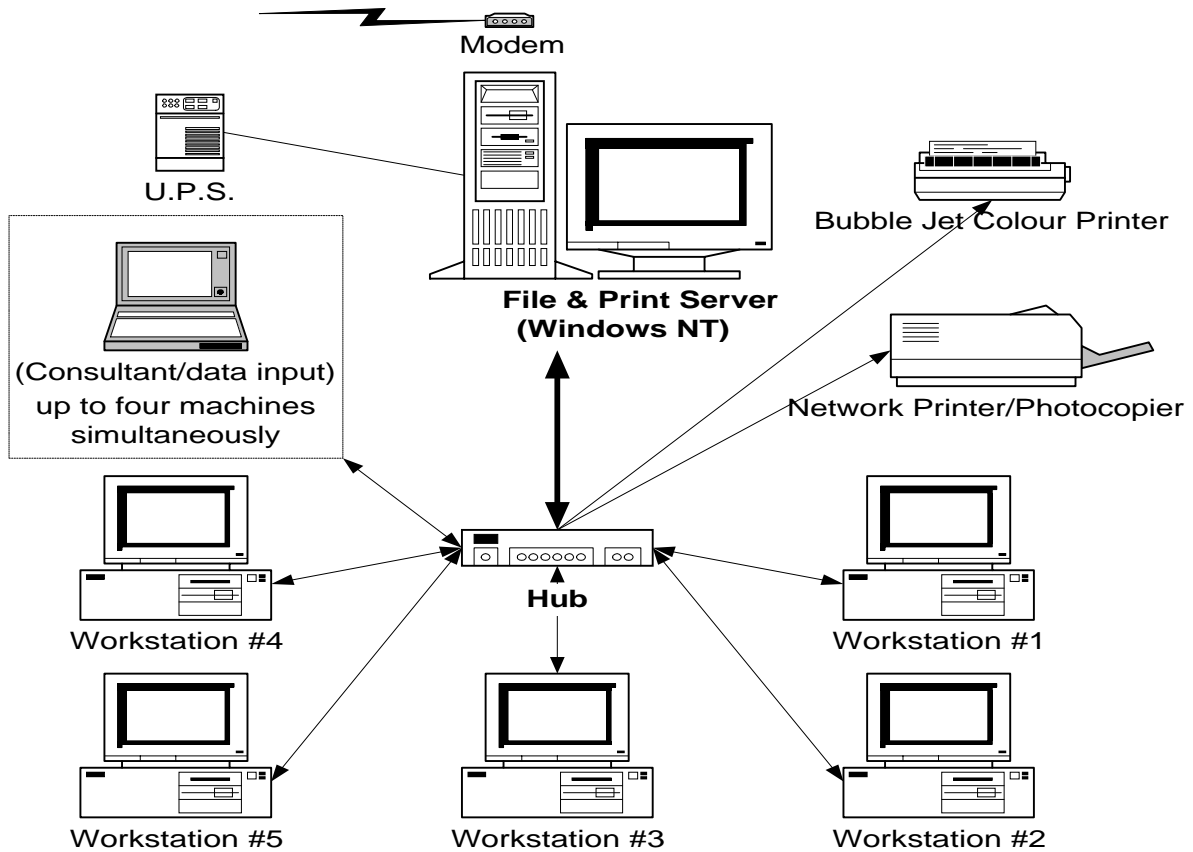 Modem
U.P.S.
Bubble Jet Colour Printer
File & Print Server
(Windows NT)
(Consultant/data input)
up to four machines
simultaneously
Network Printer/Photocopier
Hub
Workstation #4
Workstation #1
Workstation #5
Workstation #3
Workstation #2